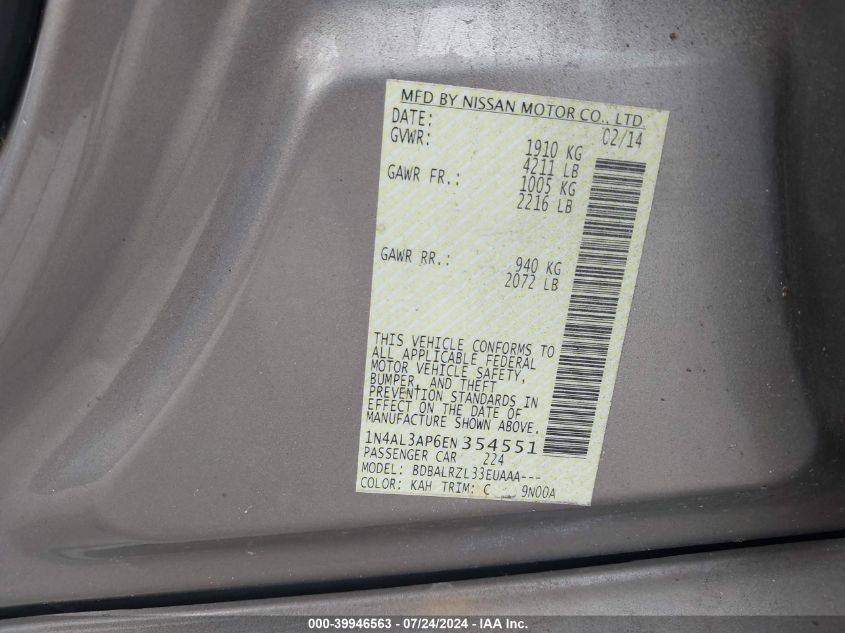 MFD BY NISSAN MOTOR CO., LTD.
DATE: 02/14
GVWR: 1910 KG
4211 LB
GAWR FR.: 1005 KG
2216 LB
GAWR RR.: 940 KG
2072 LB
THIS VEHICLE CONFORMS TO
ALL APPLICABLE FEDERAL
MOTOR VEHICLE SAFETY,
BUMPER, AND THEFT
PREVENTION STANDARDS IN
EFFECT ON THE DATE OF
MANUFACTURE SHOWN ABOVE.
1N4AL3AP6EN354551
PASSENGER CAR 224
MODEL: BDBALRZL33EUAAA---
COLOR: KAH TRIM: C 9N00A
000-39946563 - 07/24/2024 - IAA Inc.